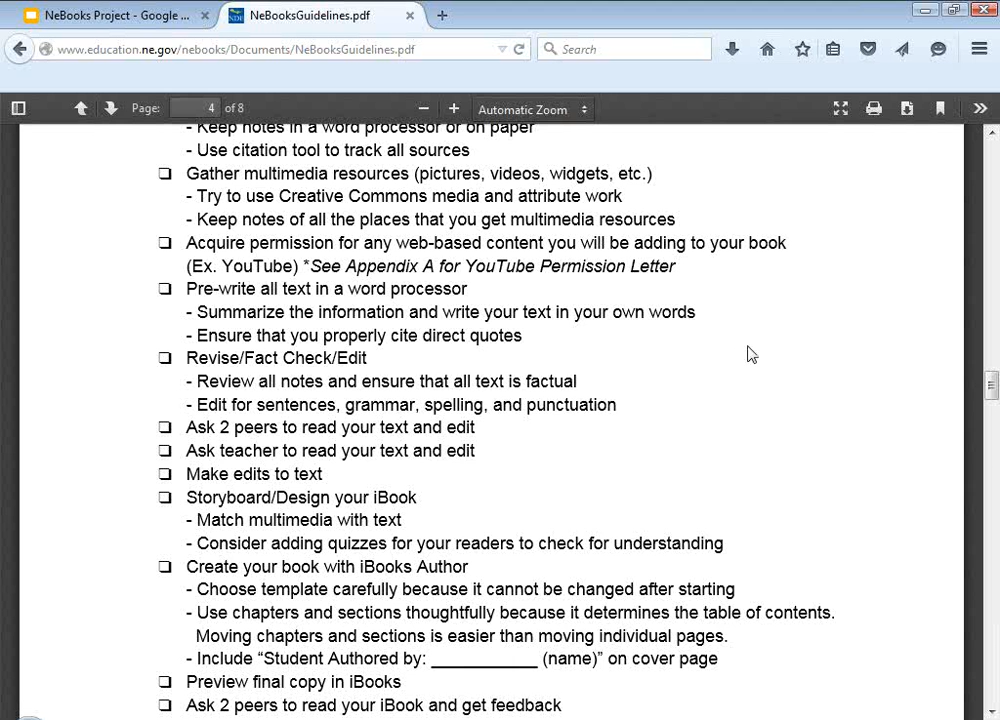 NeBooks Project - Google ...
NeBooksGuidelines.pdf
www.education.ne.gov/nebooks/Documents/NeBooksGuidelines.pdf
Search
Page: 4 of 8
Automatic Zoom
- Keep notes in a word processor or on paper
- Use citation tool to track all sources
Gather multimedia resources (pictures, videos, widgets, etc.)
- Try to use Creative Commons media and attribute work
- Keep notes of all the places that you get multimedia resources
Acquire permission for any web-based content you will be adding to your book
(Ex. YouTube) *See Appendix A for YouTube Permission Letter
Pre-write all text in a word processor
- Summarize the information and write your text in your own words
- Ensure that you properly cite direct quotes
Revise/Fact Check/Edit
- Review all notes and ensure that all text is factual
- Edit for sentences, grammar, spelling, and punctuation
Ask 2 peers to read your text and edit
Ask teacher to read your text and edit
Make edits to text
Storyboard/Design your iBook
- Match multimedia with text
- Consider adding quizzes for your readers to check for understanding
Create your book with iBooks Author
- Choose template carefully because it cannot be changed after starting
- Use chapters and sections thoughtfully because it determines the table of contents.
Moving chapters and sections is easier than moving individual pages.
- Include “Student Authored by: ____________ (name)” on cover page
Preview final copy in iBooks
Ask 2 peers to read your iBook and get feedback